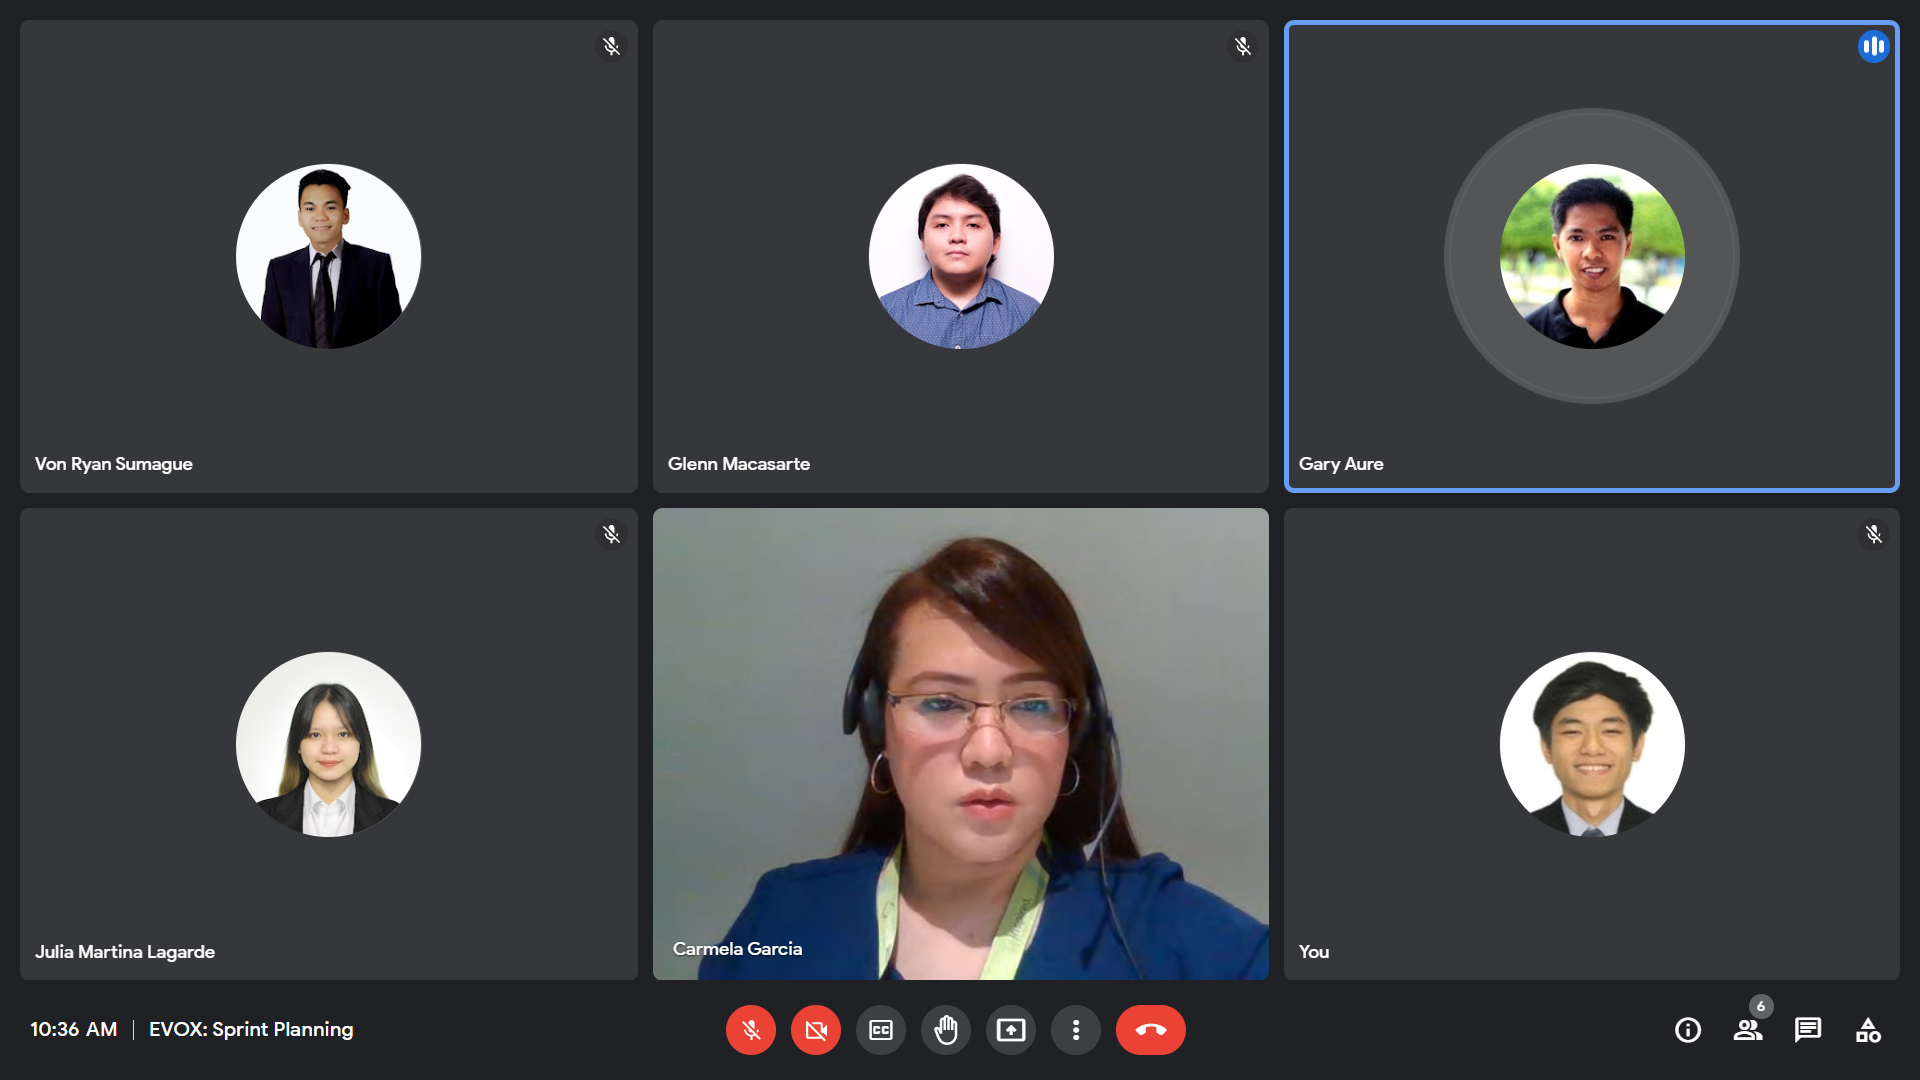 Von Ryan Sumague
Glenn Macasarte
Gary Aure
Julia Martina Lagarde
Carmela Garcia
You
10:36 AM | EVOX: Sprint Planning
CC
6